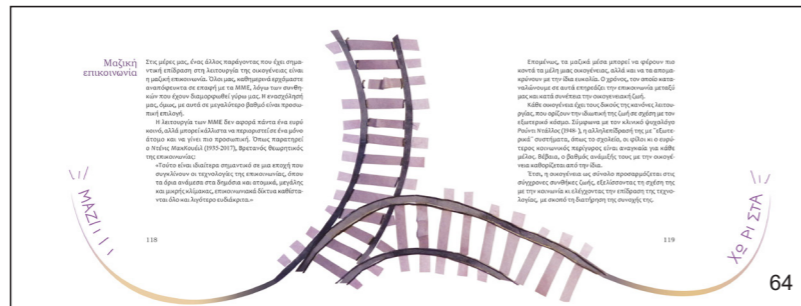 Μαζική
επικοινωνία
Στις μέρες μας, ένας άλλος παράγοντας που έχει σημα-
ντική επίδραση στη λειτουργία της οικογένειας είναι
η μαζική επικοινωνία. Όλοι μας, καθημερινά ερχόμαστε
αναπόφευκτα σε επαφή με τα ΜΜΕ, λόγω των συνθη-
κών που έχουν διαμορφωθεί γύρω μας. Η ενασχόλησή
μας, όμως, με αυτά σε μεγαλύτερο βαθμό είναι προσω-
πική επιλογή.
Η λειτουργία των ΜΜΕ δεν αφορά πάντα ένα ευρύ
κοινό, αλλά μπορεί κάλλιστα να περιοριστεί σε ένα μόνο
άτομο και να γίνει πιο προσωπική. Όπως παρατηρεί
ο Ντένις ΜακΚουέιλ (1935-2017), Βρετανός θεωρητικός
της επικοινωνίας:
«Τούτο είναι ιδιαίτερα σημαντικό σε μια εποχή που
συγκλίνουν οι τεχνολογίες της επικοινωνίας, όπου
τα όρια ανάμεσα στα δημόσια και ατομικά, μεγάλης
και μικρής κλίμακας, επικοινωνιακά δίκτυα καθίστα-
νται όλο και λιγότερο ευδιάκριτα.»
118
ΜΑΖΙ Ι Ι Ι
Επομένως, τα μαζικά μέσα μπορεί να φέρουν πιο
κοντά τα μέλη μιας οικογένειας, αλλά και να τα απομα-
κρύνουν με την ίδια ευκολία. Ο χρόνος, τον οποίο κατα-
ναλώνουμε σε αυτά επηρεάζει την επικοινωνία μεταξύ
μας και κατά συνέπεια την οικογενειακή ζωή.
Κάθε οικογένεια έχει τους δικούς της κανόνες λειτου-
ργίας, που ορίζουν την ιδιωτική της ζωή σε σχέση με τον
εξωτερικό κόσμο. Σύμφωνα με τον κλινικό ψυχολόγο
Ρούντι Ντάλλος (1948- ), η αλληλεπίδρασή της με "εξωτε-
ρικά" συστήματα, όπως το σχολείο, οι φίλοι κι ο ευρύ-
τερος κοινωνικός περίγυρος είναι αναγκαία για κάθε
μέλος. Βέβαια, ο βαθμός ανάμιξής τους με την οικογέ-
νεια καθορίζεται από την ίδια.
Έτσι, η οικογένεια ως σύνολο προσαρμόζεται στις
σύγχρονες συνθήκες ζωής, εξελίσσοντας τη σχέση της
με την κοινωνία κι ελέγχοντας την επίδραση της τεχνο-
λογίας, με σκοπό τη διατήρηση της συνοχής της.
119
ΧΩ ΡΙ ΣΤΑ
64